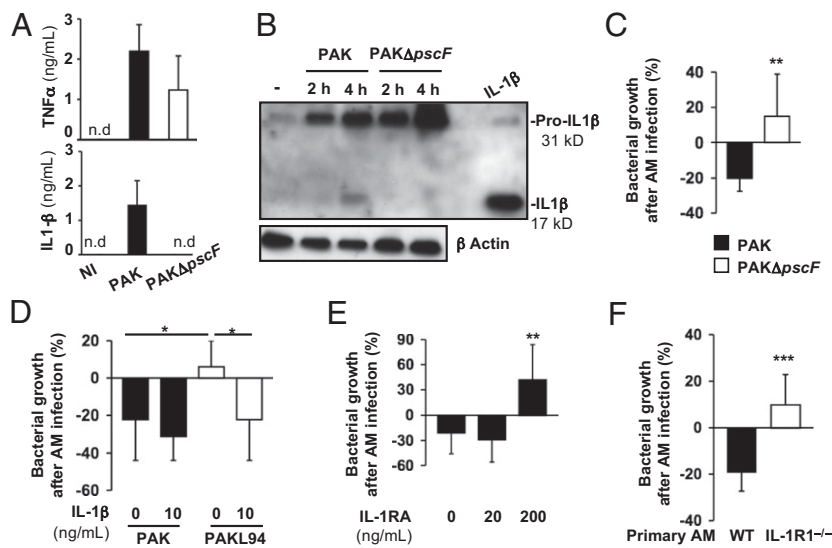 A
TNFα (ng/mL)
3
2
1
0
n.d
IL1-β (ng/mL)
3
2
1
0
n.d
n.d
NI
PAK
PAKΔpscF
B
PAK
PAKΔpscF
-
2 h
4 h
2 h
4 h
IL-1β
-Pro-IL1β
31 kD
-IL1β
17 kD
β Actin
C
Bacterial growth
after AM infection (%)
40
20
0
-20
-40
**
PAK
PAKΔpscF
D
Bacterial growth
after AM infection (%)
20
0
-20
-40
-60
*
*
IL-1β
(ng/mL)
0
10
0
10
PAK
PAKL94
E
Bacterial growth
after AM infection (%)
90
60
30
0
-30
-60
**
IL-1RA
(ng/mL)
0
20
200
F
Bacterial growth
after AM infection (%)
40
20
0
-20
-40
***
Primary AM
WT
IL-1R1−/−